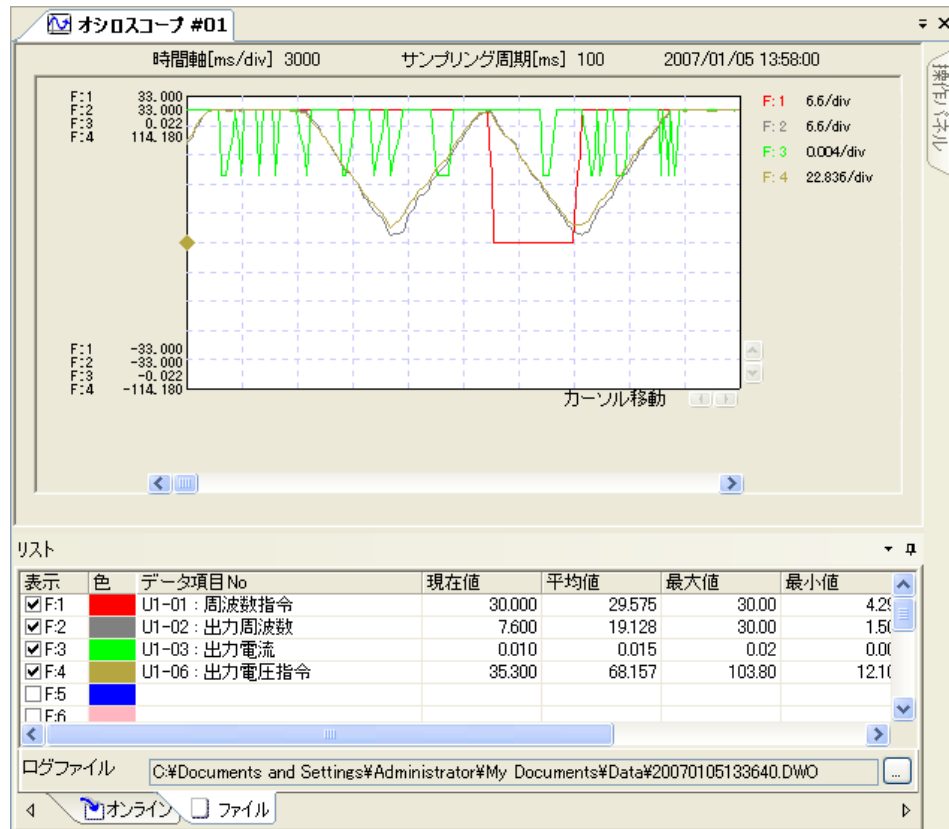 オシロスコープ #01
時間軸[ms/div] 3000 サンプリング周期[ms] 100 2007/01/05 13:58:00
操作パネル
F:1 33.000
F:2 33.000
F:3 0.022
F:4 114.180
F: 1 6.6/div
F: 2 6.6/div
F: 3 0.004/div
F: 4 22.836/div
F:1 -33.000
F:2 -33.000
F:3 -0.022
F:4 -114.180
カーソル移動
リスト
表示 色 データ項目No 現在値 平均値 最大値 最小値
F:1 U1-01：周波数指令 30.000 29.575 30.00 4.29
F:2 U1-02：出力周波数 7.600 19.128 30.00 1.50
F:3 U1-03：出力電流 0.010 0.015 0.02 0.00
F:4 U1-06：出力電圧指令 35.300 68.157 103.80 12.10
F:5
F:6
ログファイル C:¥Documents and Settings¥Administrator¥My Documents¥Data¥20070105133640.DWO ...
オンライン ファイル